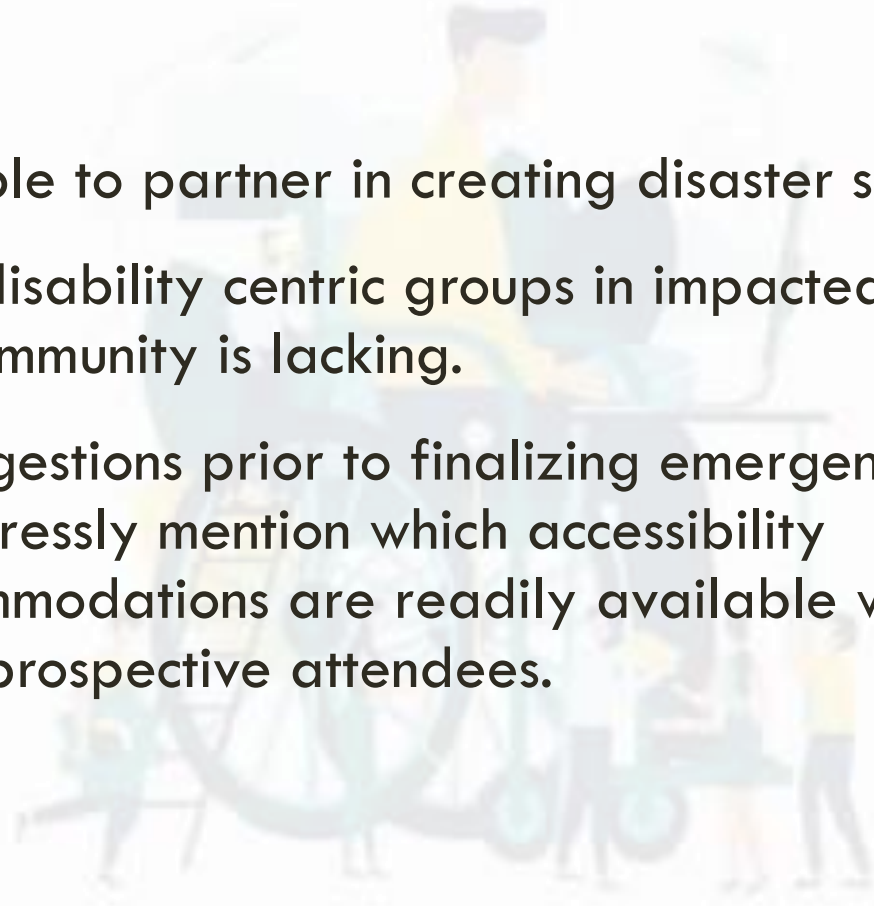 ble to partner in creating disaster s
disability centric groups in impacted
mmunity is lacking.
gestions prior to finalizing emergen
ressly mention which accessibility
mmodations are readily available v
prospective attendees.